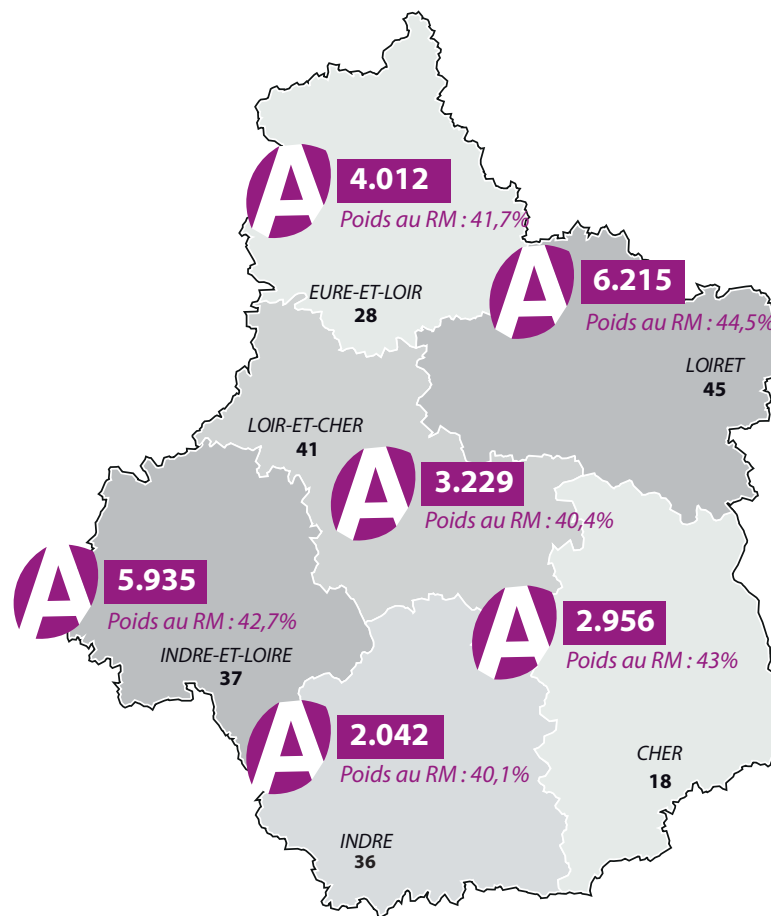 A
4.012
Poids au RM : 41,7%
EURE-ET-LOIR
28
A
6.215
Poids au RM : 44,5%
LOIRET
45
LOIR-ET-CHER
41
A
3.229
Poids au RM : 40,4%
A
5.935
Poids au RM : 42,7%
INDRE-ET-LOIRE
37
A
2.956
Poids au RM : 43%
A
2.042
Poids au RM : 40,1%
CHER
18
INDRE
36